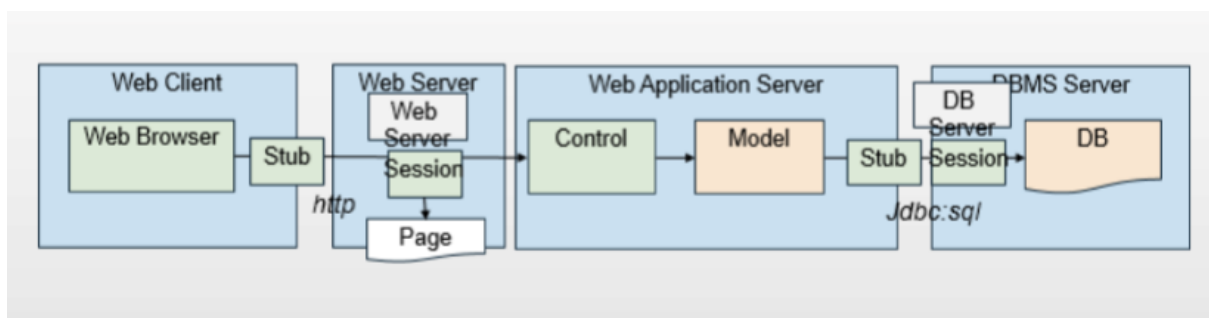 Web Client
Web Browser
Stub
http
Web Server
Web
Server
Session
Page
Web Application Server
Control
Model
Stub
Jdbc:sql
DBMS Server
DB
Server
Session
DB